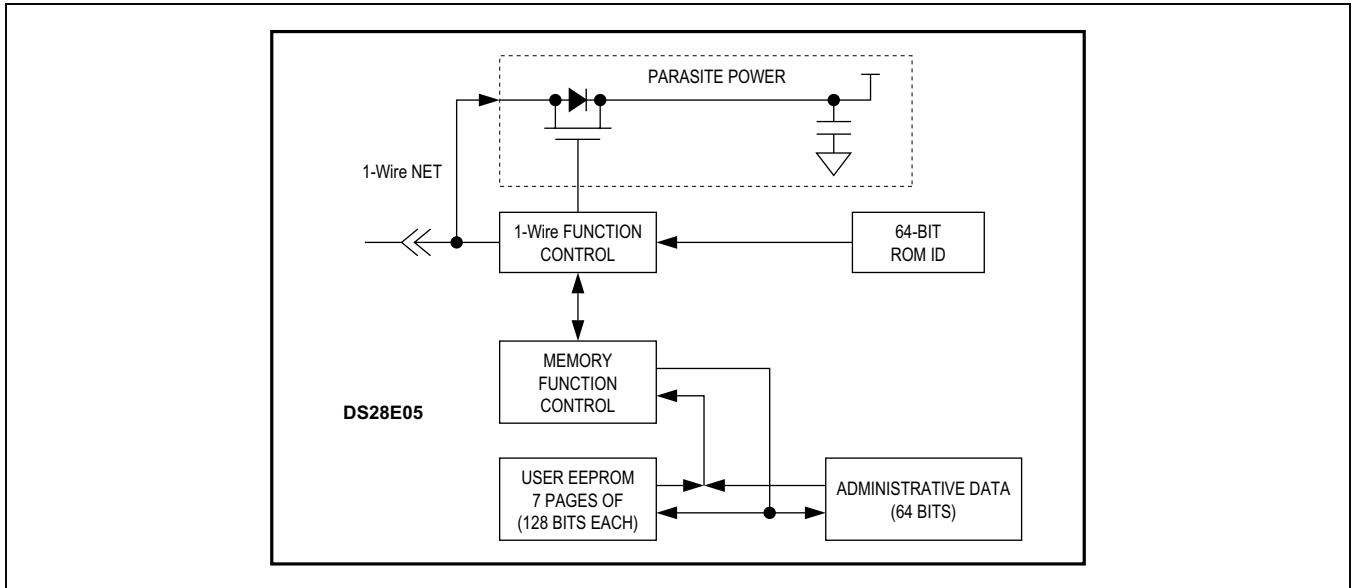 PARASITE POWER
1-Wire NET
1-Wire FUNCTION
CONTROL
64-BIT
ROM ID
MEMORY
FUNCTION
CONTROL
DS28E05
USER EEPROM
7 PAGES OF
(128 BITS EACH)
ADMINISTRATIVE DATA
(64 BITS)